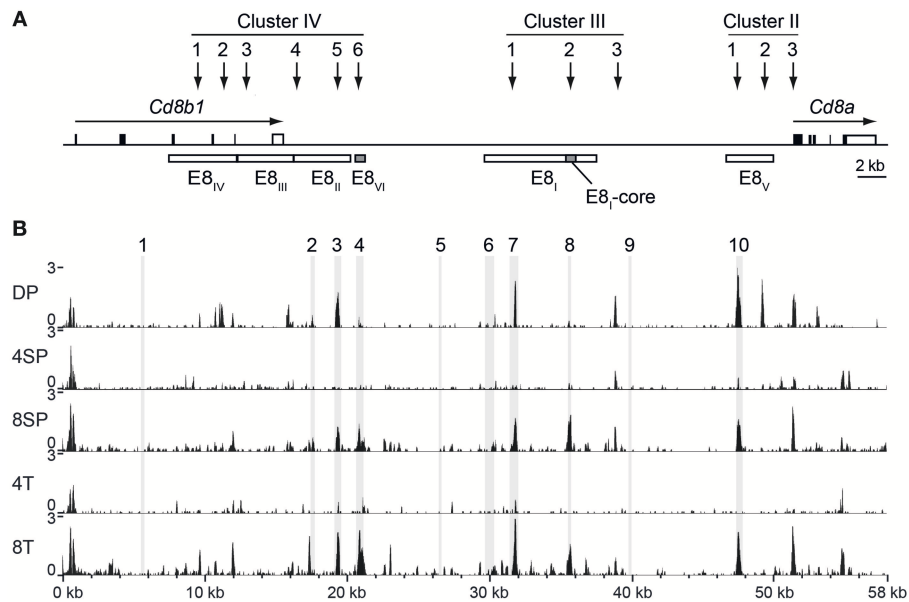 A
Cluster IV Cluster III Cluster II
1 2 3 4 5 6 1 2 3 1 2 3
Cd8b1 Cd8a
E8IV E8III E8II E8VI E8I E8V 2 kb
E8I-core
B
1 2 3 4 5 6 7 8 9 10
3
DP
0
3
4SP
0
3
8SP
0
3
4T
0
3
8T
0
0 kb 10 kb 20 kb 30 kb 40 kb 50 kb 58 kb